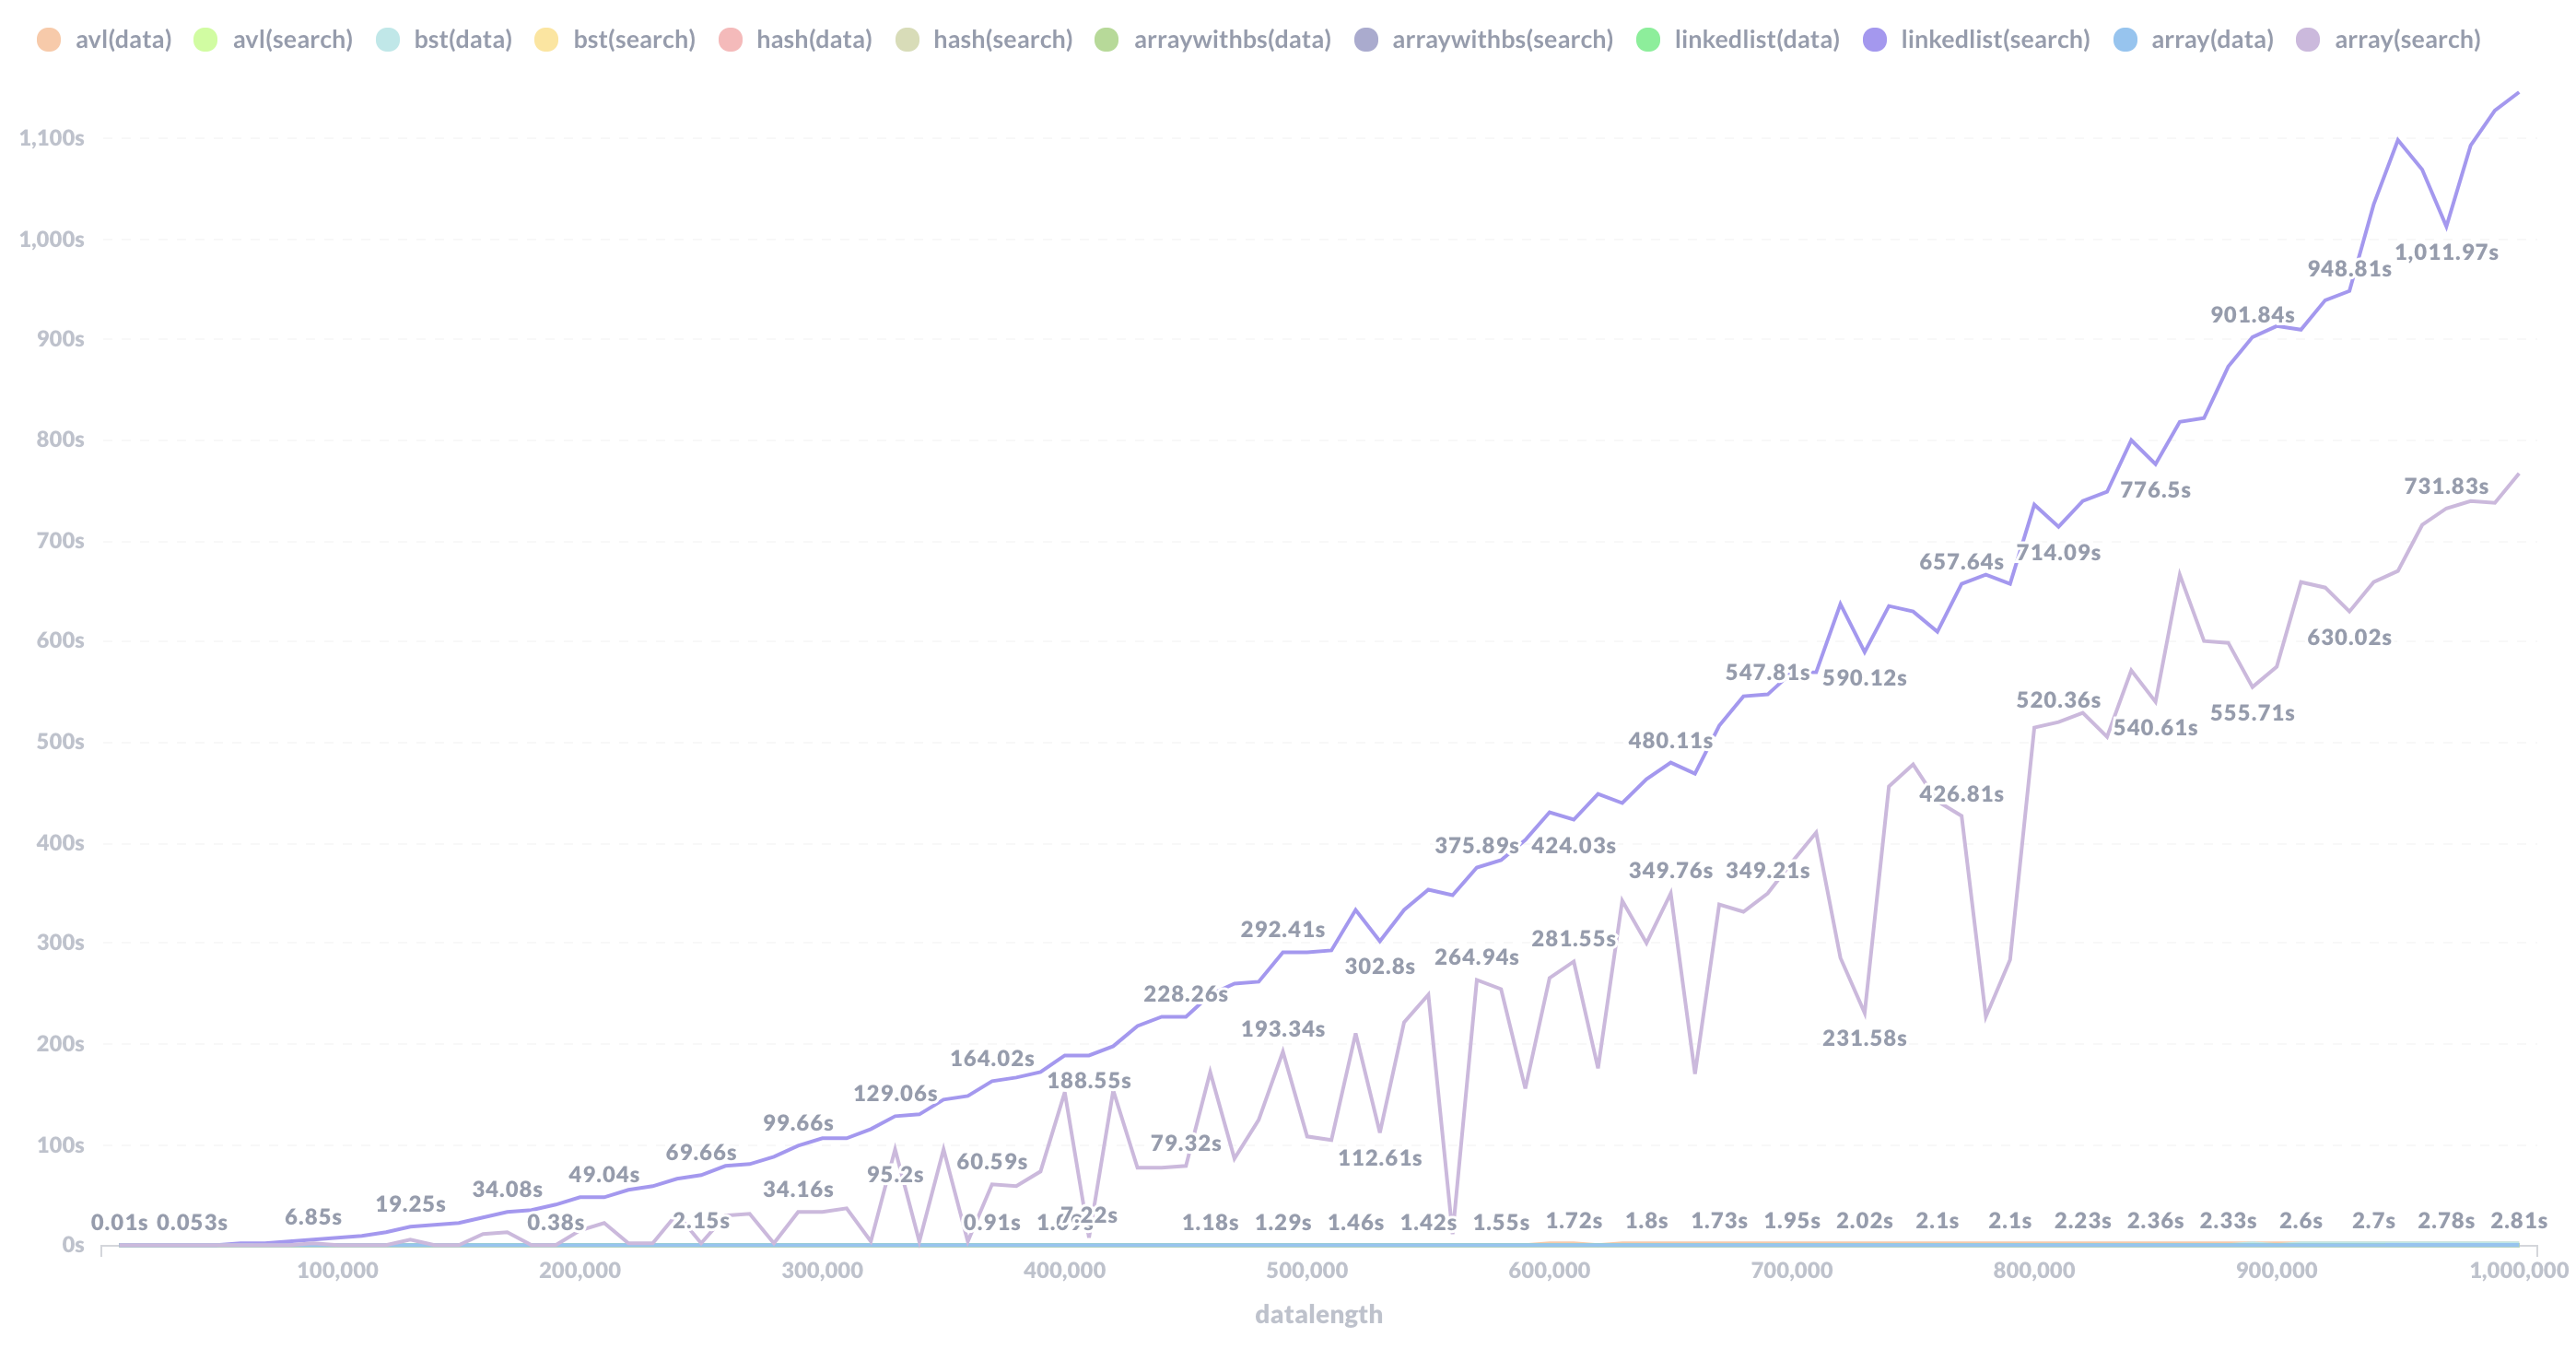 avl(data) avl(search) bst(data) bst(search) hash(data) hash(search) arraywithbs(data) arraywithbs(search) linkedlist(data) linkedlist(search) array(data) array(search)
1,100s
1,000s
1,011.97s
948.81s
900s
901.84s
800s
731.83s
776.5s
700s
714.09s
657.64s
600s
630.02s
547.81s 590.12s
520.36s
555.71s
540.61s
500s
480.11s
426.81s
400s
375.89s 424.03s
349.76s 349.21s
300s
292.41s
281.55s
264.94s
302.8s
228.26s
200s
193.34s
231.58s
164.02s
188.55s
129.06s
100s
99.66s
79.32s
69.66s
112.61s
60.59s
49.04s
95.2s
34.08s
34.16s
19.25s
6.85s
7.22s
0.01s 0.053s 0.38s 2.15s 0.91s 1.18s 1.29s 1.46s 1.42s 1.55s 1.72s 1.8s 1.73s 1.95s 2.02s 2.1s 2.1s 2.23s 2.36s 2.33s 2.6s 2.7s 2.78s 2.81s
0s
100,000 200,000 300,000 400,000 500,000 600,000 700,000 800,000 900,000 1,000,000
datalength